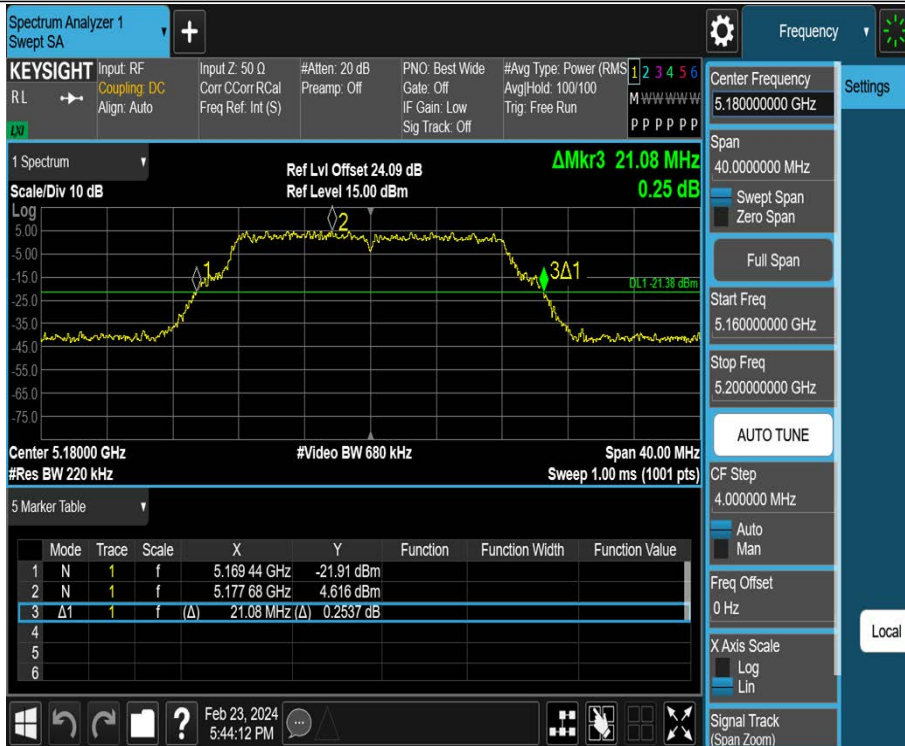 Spectrum Analyzer 1
Swept SA
+
Frequency
KEYSIGHT
RL
LXI
Input: RF
Coupling: DC
Align: Auto
Input Z: 50 Ω
Corr CCorr RCal
Freq Ref: Int (S)
#Atten: 20 dB
Preamp: Off
PNO: Best Wide
Gate: Off
IF Gain: Low
Sig Track: Off
#Avg Type: Power (RMS
Avg|Hold: 100/100
Trig: Free Run
1 2 3 4 5 6
M W W W W W
P P P P P P
1 Spectrum
Scale/Div 10 dB
Ref Lvl Offset 24.09 dB
Ref Level 15.00 dBm
ΔMkr3 21.08 MHz
0.25 dB
Log
5.00
-5.00
-15.0
-25.0
-35.0
-45.0
-55.0
-65.0
-75.0
2
1
3Δ1
DL1 -21.38 dBm
Center 5.18000 GHz
#Video BW 680 kHz
Span 40.00 MHz
#Res BW 220 kHz
Sweep 1.00 ms (1001 pts)
5 Marker Table
Mode Trace Scale X Y Function Function Width Function Value
1 N 1 f 5.169 44 GHz -21.91 dBm
2 N 1 f 5.177 68 GHz 4.616 dBm
3 Δ1 1 f (Δ) 21.08 MHz (Δ) 0.2537 dB
4
5
6
?
Feb 23, 2024
5:44:12 PM
Center Frequency
5.180000000 GHz
Span
40.0000000 MHz
Swept Span
Zero Span
Full Span
Start Freq
5.160000000 GHz
Stop Freq
5.200000000 GHz
AUTO TUNE
CF Step
4.000000 MHz
Auto
Man
Freq Offset
0 Hz
X Axis Scale
Log
Lin
Signal Track
(Span Zoom)
Settings
Local